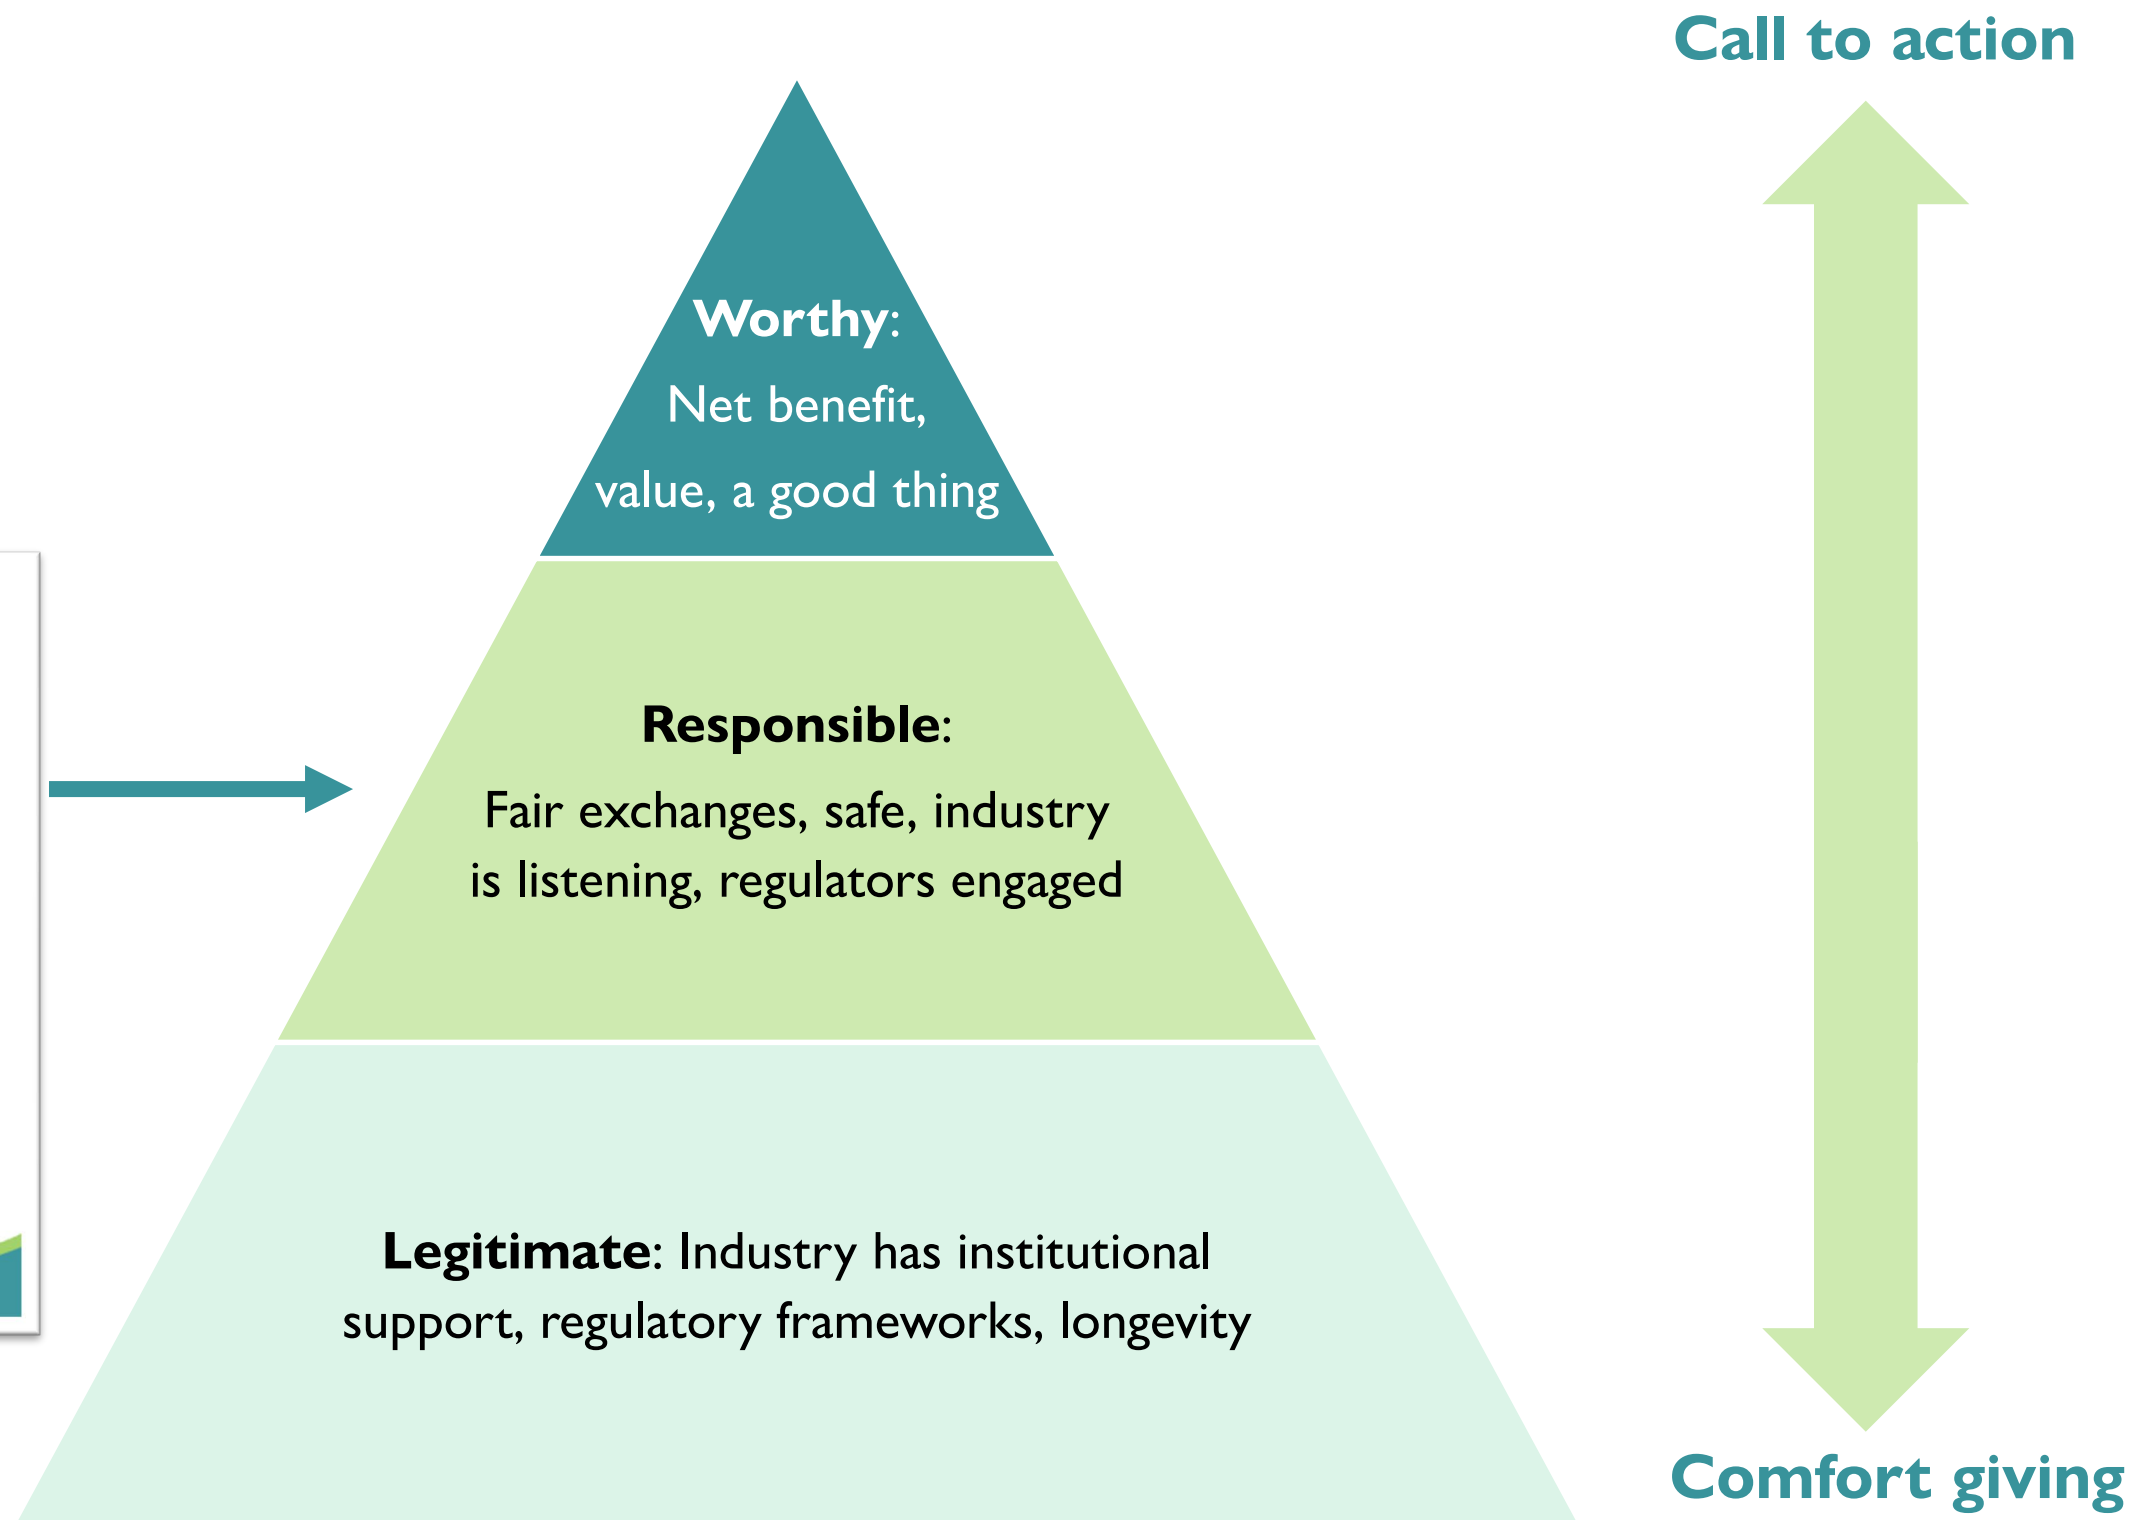 Call to action
Worthy:
Net benefit,
value, a good thing
Responsible:
Fair exchanges, safe, industry
is listening, regulators engaged
Legitimate: Industry has institutional
support, regulatory frameworks, longevity
Comfort giving